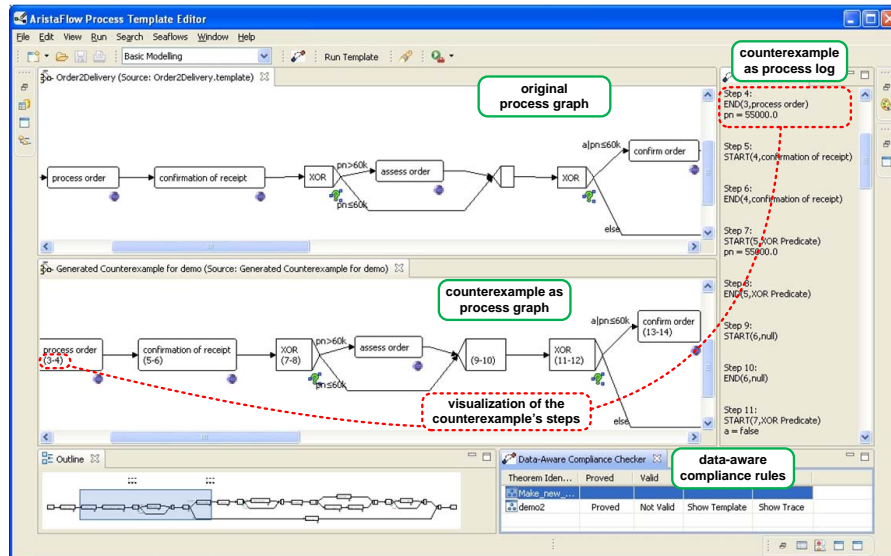 AristaFlow Process Template Editor
File Edit View Run Search Seaflows Window Help
Basic Modelling
Run Template
counterexample
as process log
Order2Delivery (Source: Order2Delivery.template)
original
process graph
process order
confirmation of receipt
XOR
pn>60k
pn≤60k
assess order
XOR
a|pn≤60k
confirm order
else
Step 4:
END(3,process order)
pn = 55000.0
Step 5:
START(4,confirmation of receipt)
Step 6:
END(4,confirmation of receipt)
Step 7:
START(5,XOR Predicate)
pn = 55000.0
Step 8:
END(5,XOR Predicate)
Step 9:
START(6,null)
Step 10:
END(6,null)
Step 11:
START(7,XOR Predicate)
a = false
Generated Counterexample for demo (Source: Generated Counterexample for demo)
counterexample as
process graph
process order
(3-4)
confirmation of receipt
(5-6)
XOR
(7-8)
pn>60k
pn≤60k
assess order
(9-10)
XOR
(11-12)
a|pn≤60k
confirm order
(13-14)
else
visualization of the
counterexample's steps
Outline
Data-Aware Compliance Checker
data-aware
compliance rules
Theorem Iden... Proved Valid
Make_new_...
demo2 Proved Not Valid Show Template Show Trace